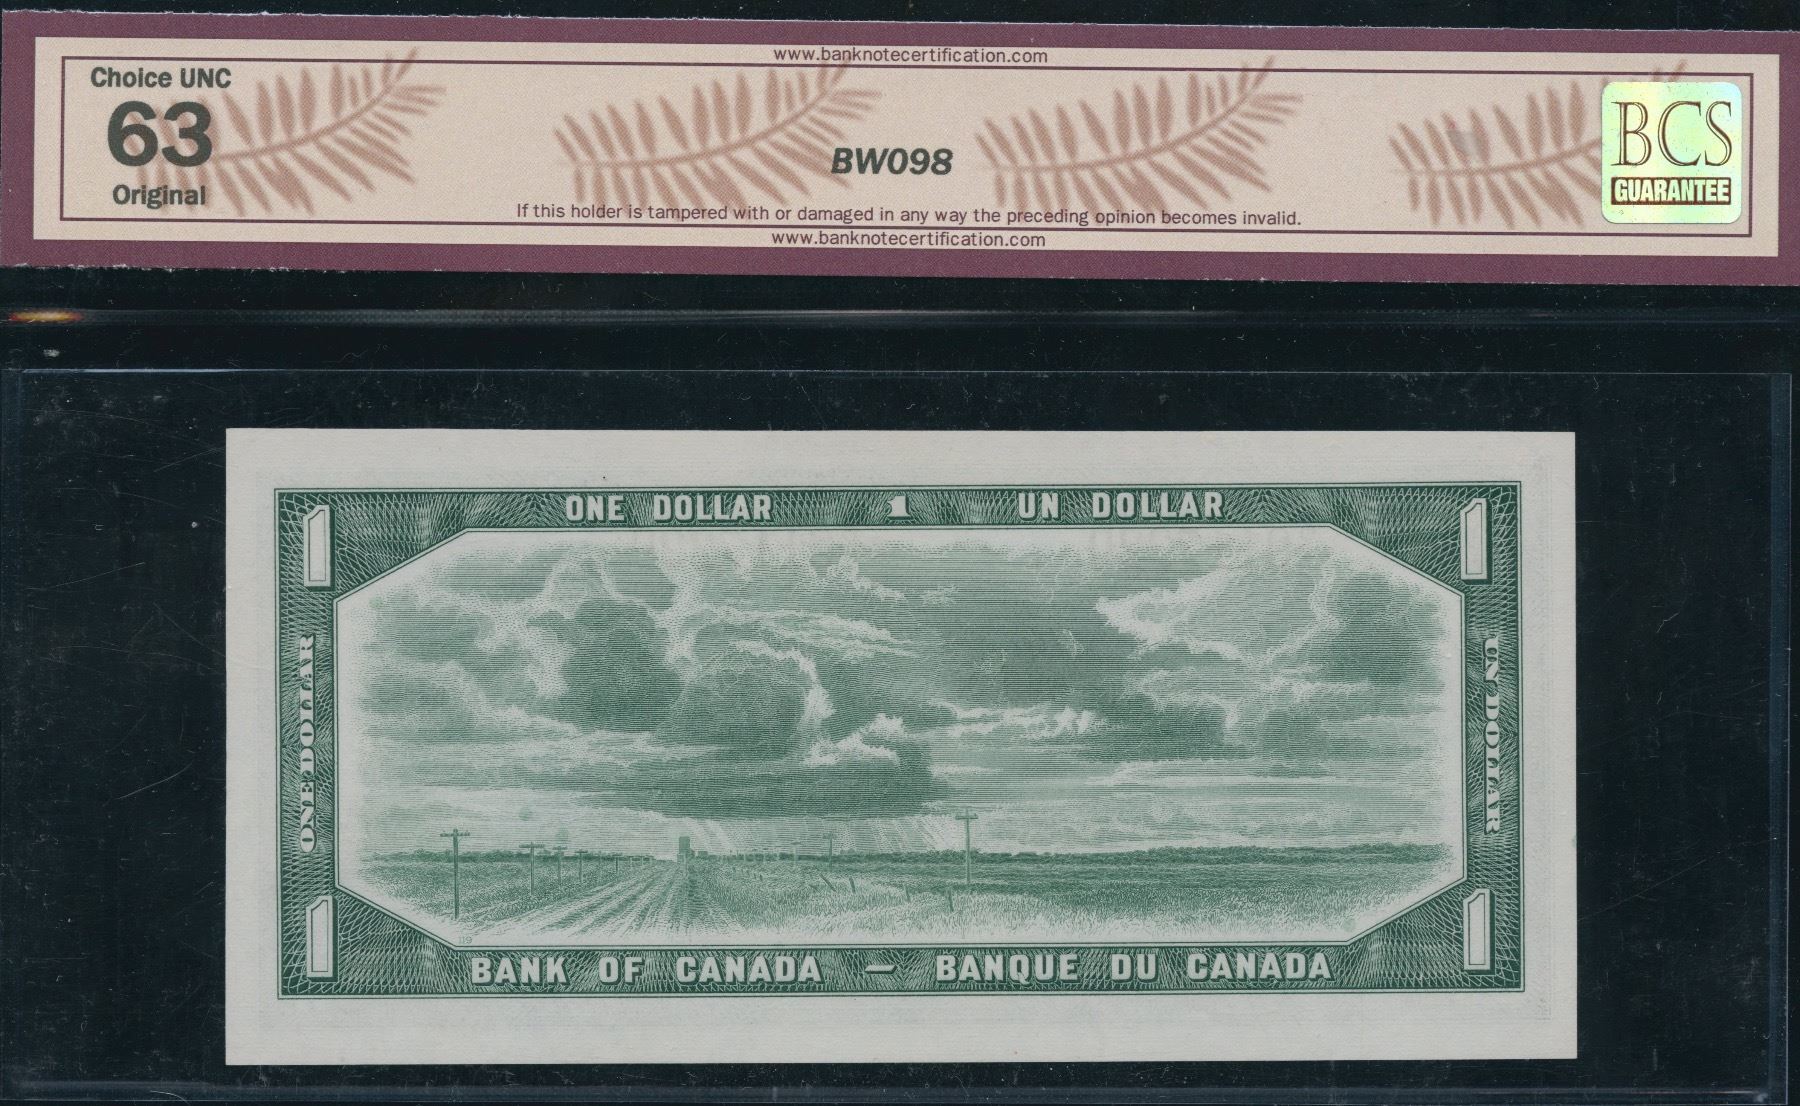 www.banknotecertification.com
Choice UNC
63
Original
BW098
BCS
GUARANTEE
If this holder is tampered with or damaged in any way the preceding opinion becomes invalid.
www.banknotecertification.com
ONE DOLLAR 1 UN DOLLAR
1 1
ONE DOLLAR
UN DOLLAR
1 1
119
BANK OF CANADA — BANQUE DU CANADA